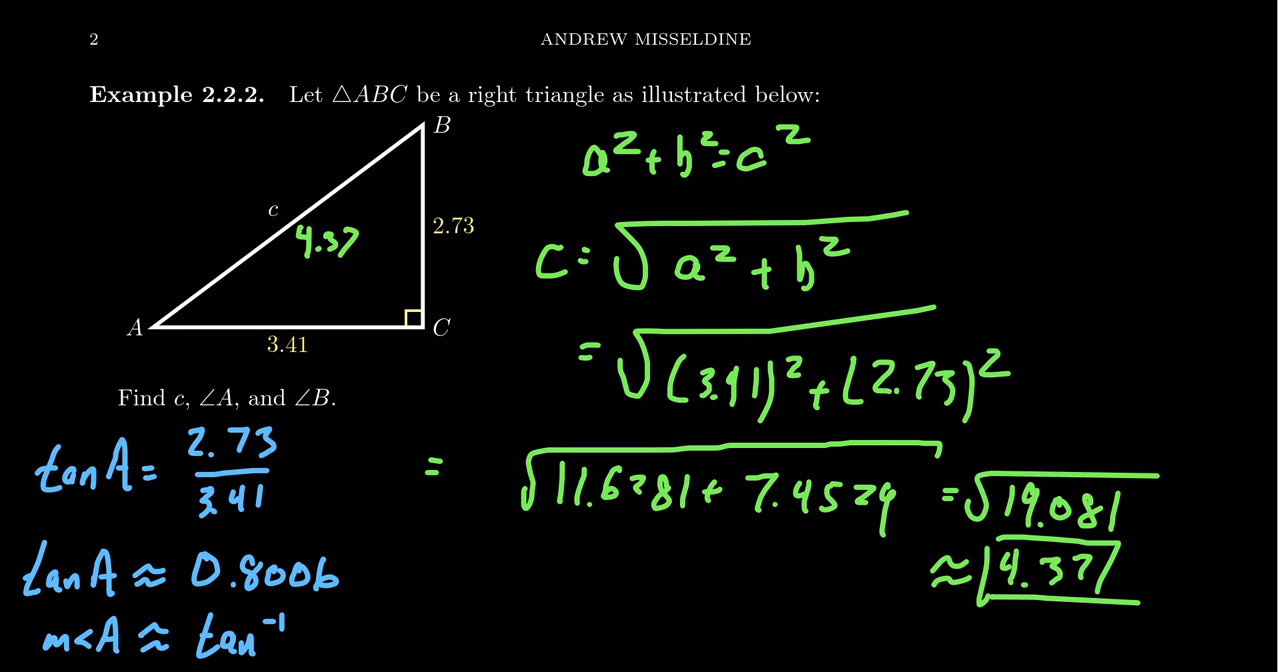 2
ANDREW MISSELDINE
Example 2.2.2. Let △ABC be a right triangle as illustrated below:
B
c
4.37
2.73
A
C
3.41
a² + b² = c²
c = √(a² + b²)
= √((3.41)² + (2.73)²)
= √(11.6281 + 7.4529) = √19.081
≈ 4.37
Find c, ∠A, and ∠B.
tan A = 2.73/3.41
tan A ≈ 0.8006
m<A ≈ tan⁻¹